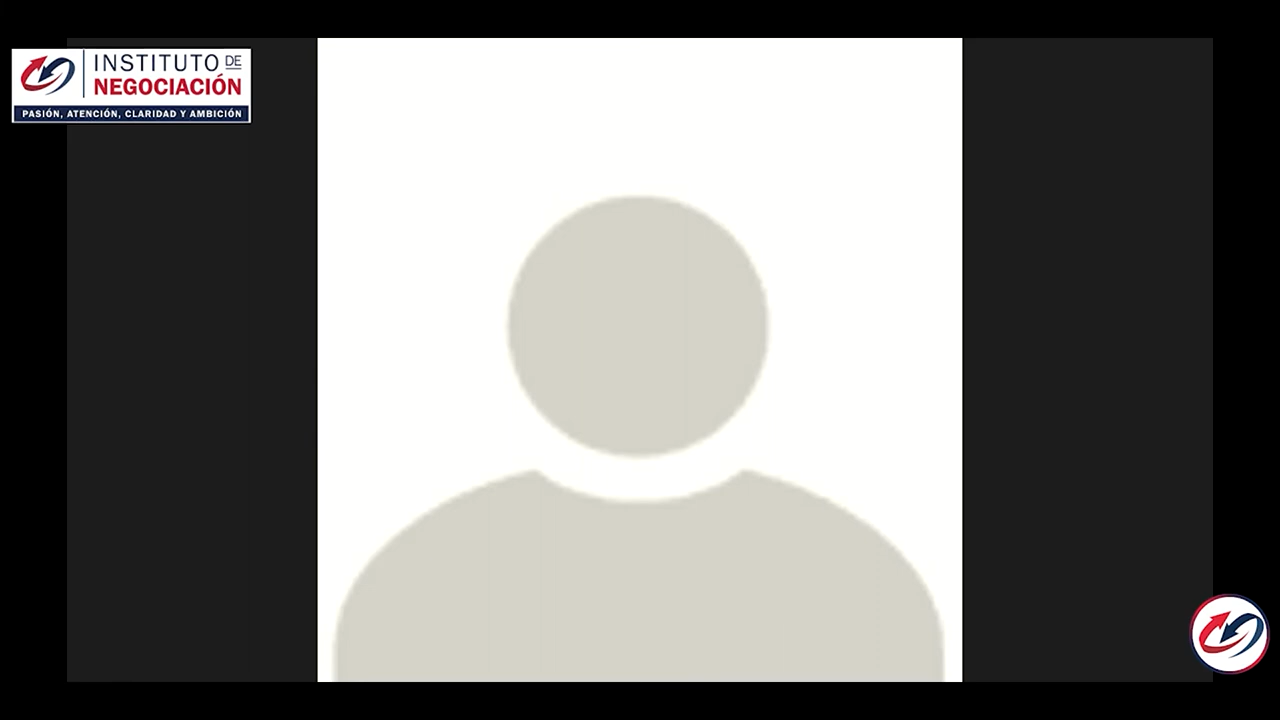 INSTITUTO DE
NEGOCIACIÓN
PASIÓN, ATENCIÓN, CLARIDAD Y AMBICIÓN